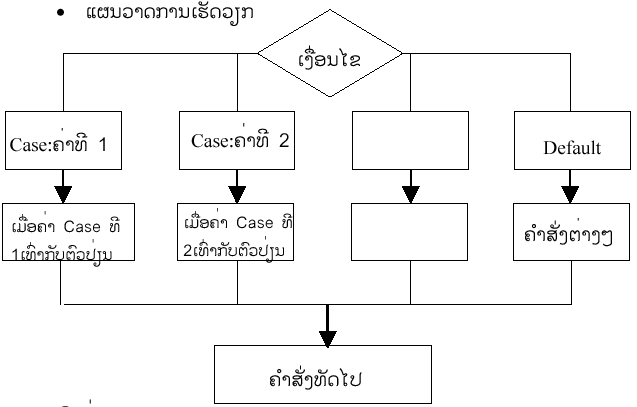 • ແຜນວາດການເຮັດວຽກ
ເງື່ອນໄຂ
Case:ຄ່າທີ 1
Case:ຄ່າທີ 2
Default
ເມື່ອຄ່າ Case ທີ
1ເທົ່າກັບຕົວປ່ຽນ
ເມື່ອຄ່າ Case ທີ
2ເທົ່າກັບຕົວປ່ຽນ
ຄຳສັ່ງຕ່າງໆ
ຄຳສັ່ງທັດໄປ